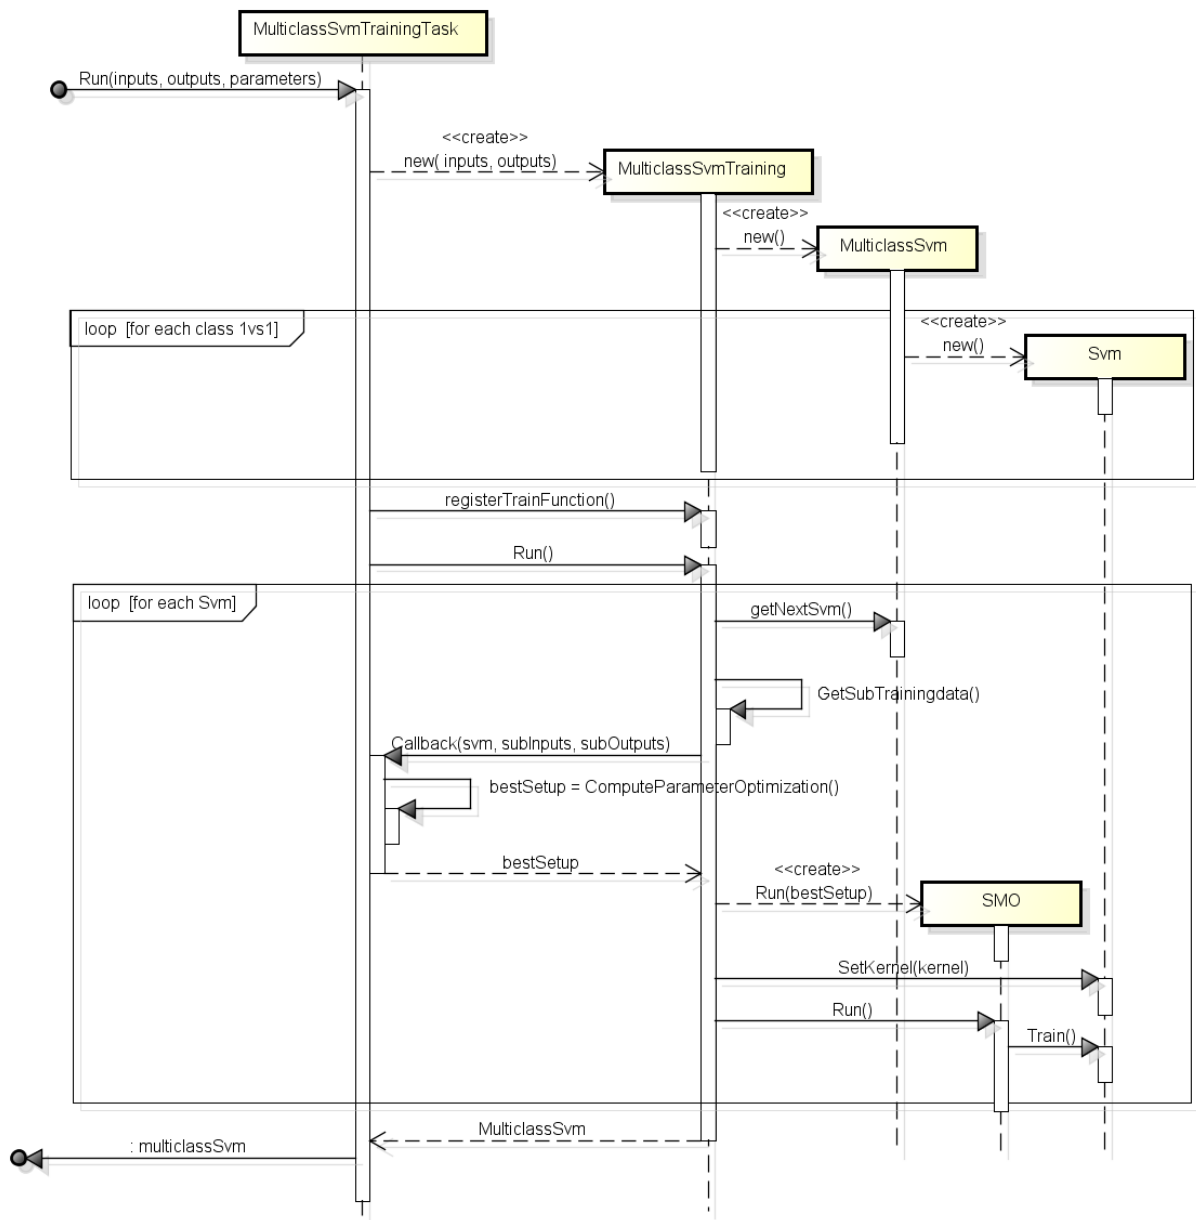 MulticlassSvmTrainingTask
Run(inputs, outputs, parameters)
<<create>>
new( inputs, outputs)
MulticlassSvmTraining
<<create>>
new()
MulticlassSvm
loop [for each class 1vs1]
<<create>>
new()
Svm
registerTrainFunction()
Run()
loop [for each Svm]
getNextSvm()
GetSubTrainingdata()
Callback(svm, subInputs, subOutputs)
bestSetup = ComputeParameterOptimization()
bestSetup
<<create>>
Run(bestSetup)
SMO
SetKernel(kernel)
Run()
Train()
MulticlassSvm
: multiclassSvm